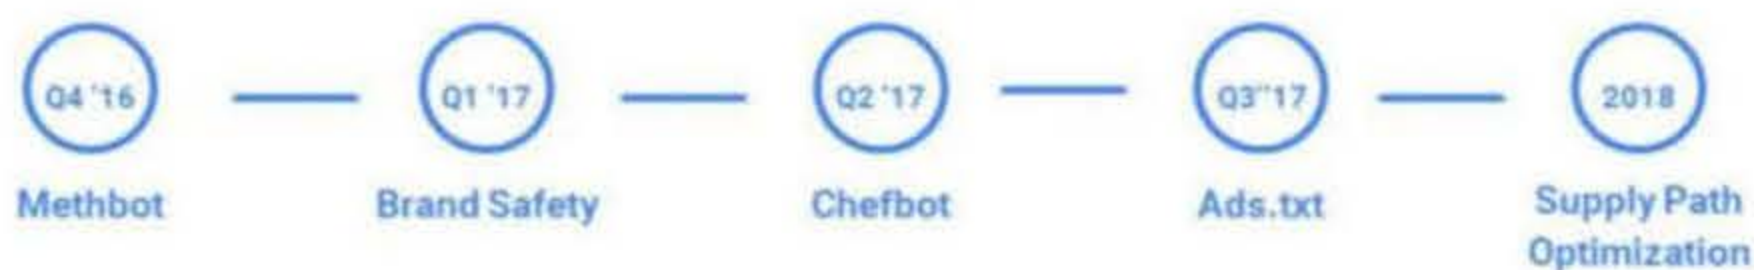 Q4 '16
Q1 '17
Q2 '17
Q3"17
2018
Methbot
Brand Safety
Chefbot
Ads.txt
Supply Path
Optimization